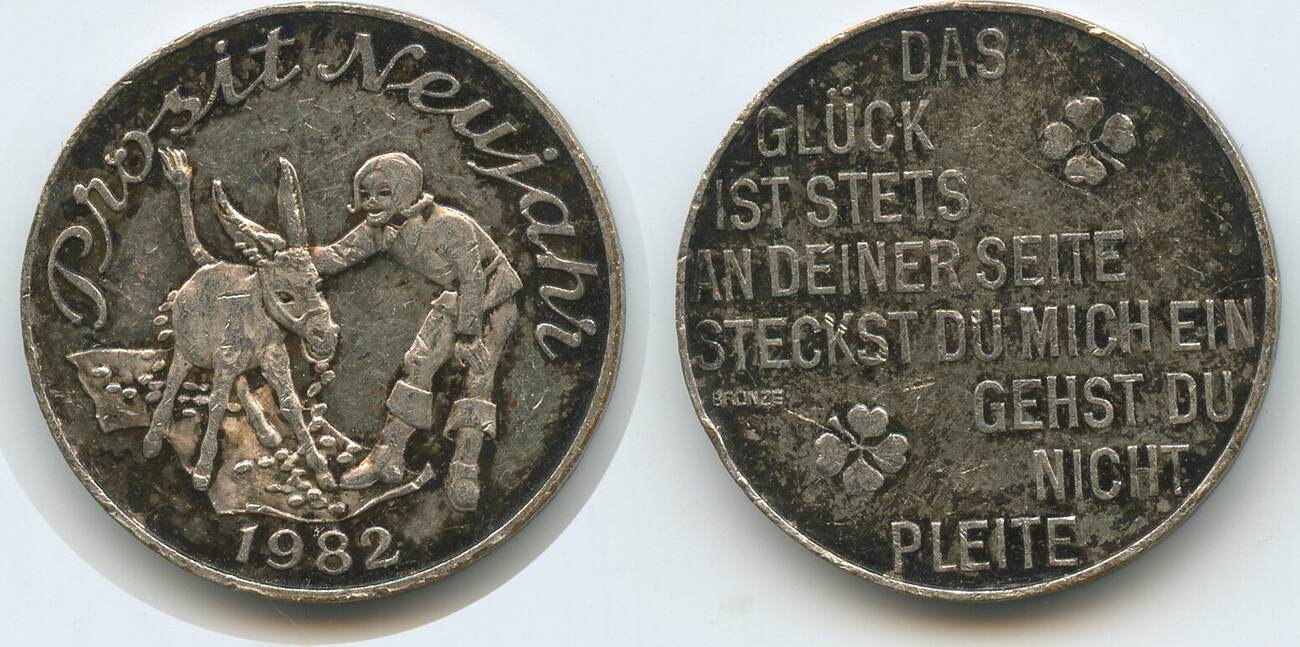 Prosit Neujahr
1982
DAS
GLÜCK
IST STETS
AN DEINER SEITE
STECKST DU MICH EIN
BRONZE
GEHST DU
NICHT
PLEITE